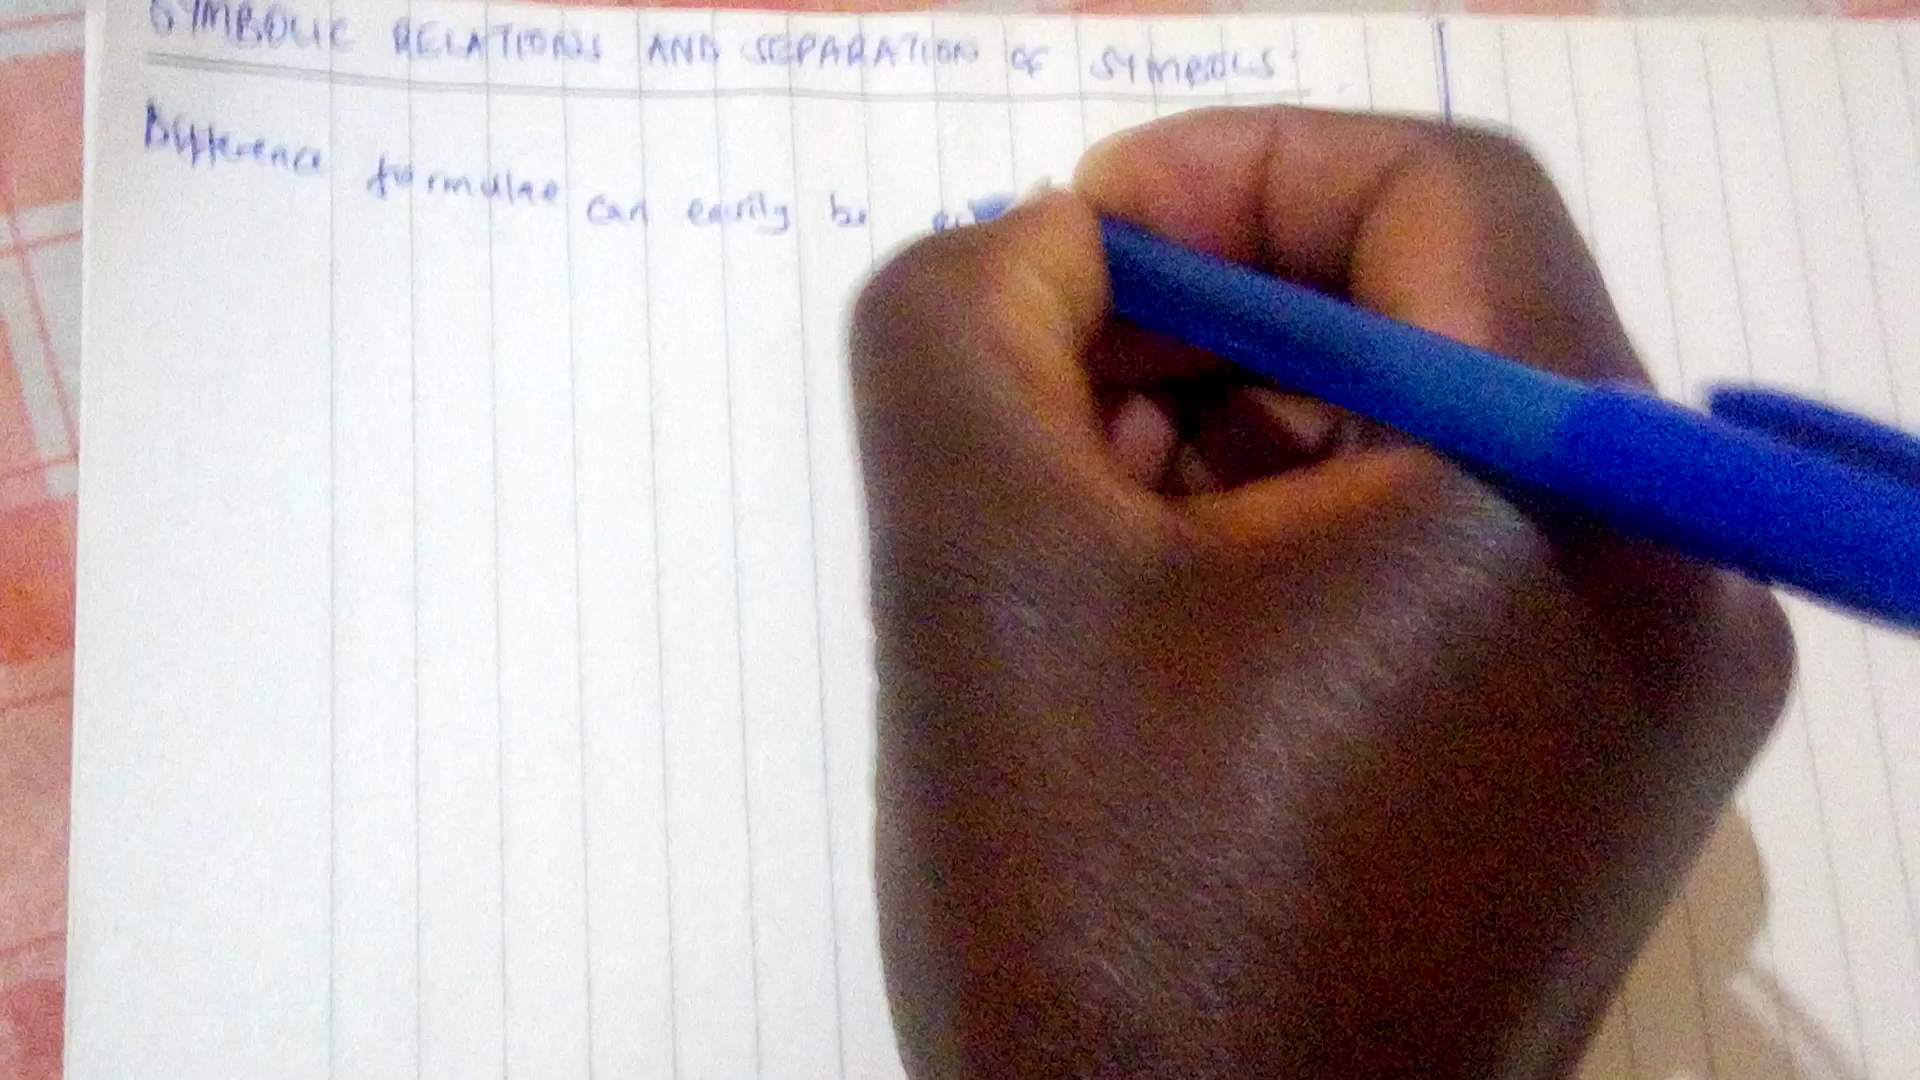 SYMBOLIC RELATIONS AND SEPARATION OF SYMBOLS
Difference formulae can easily be